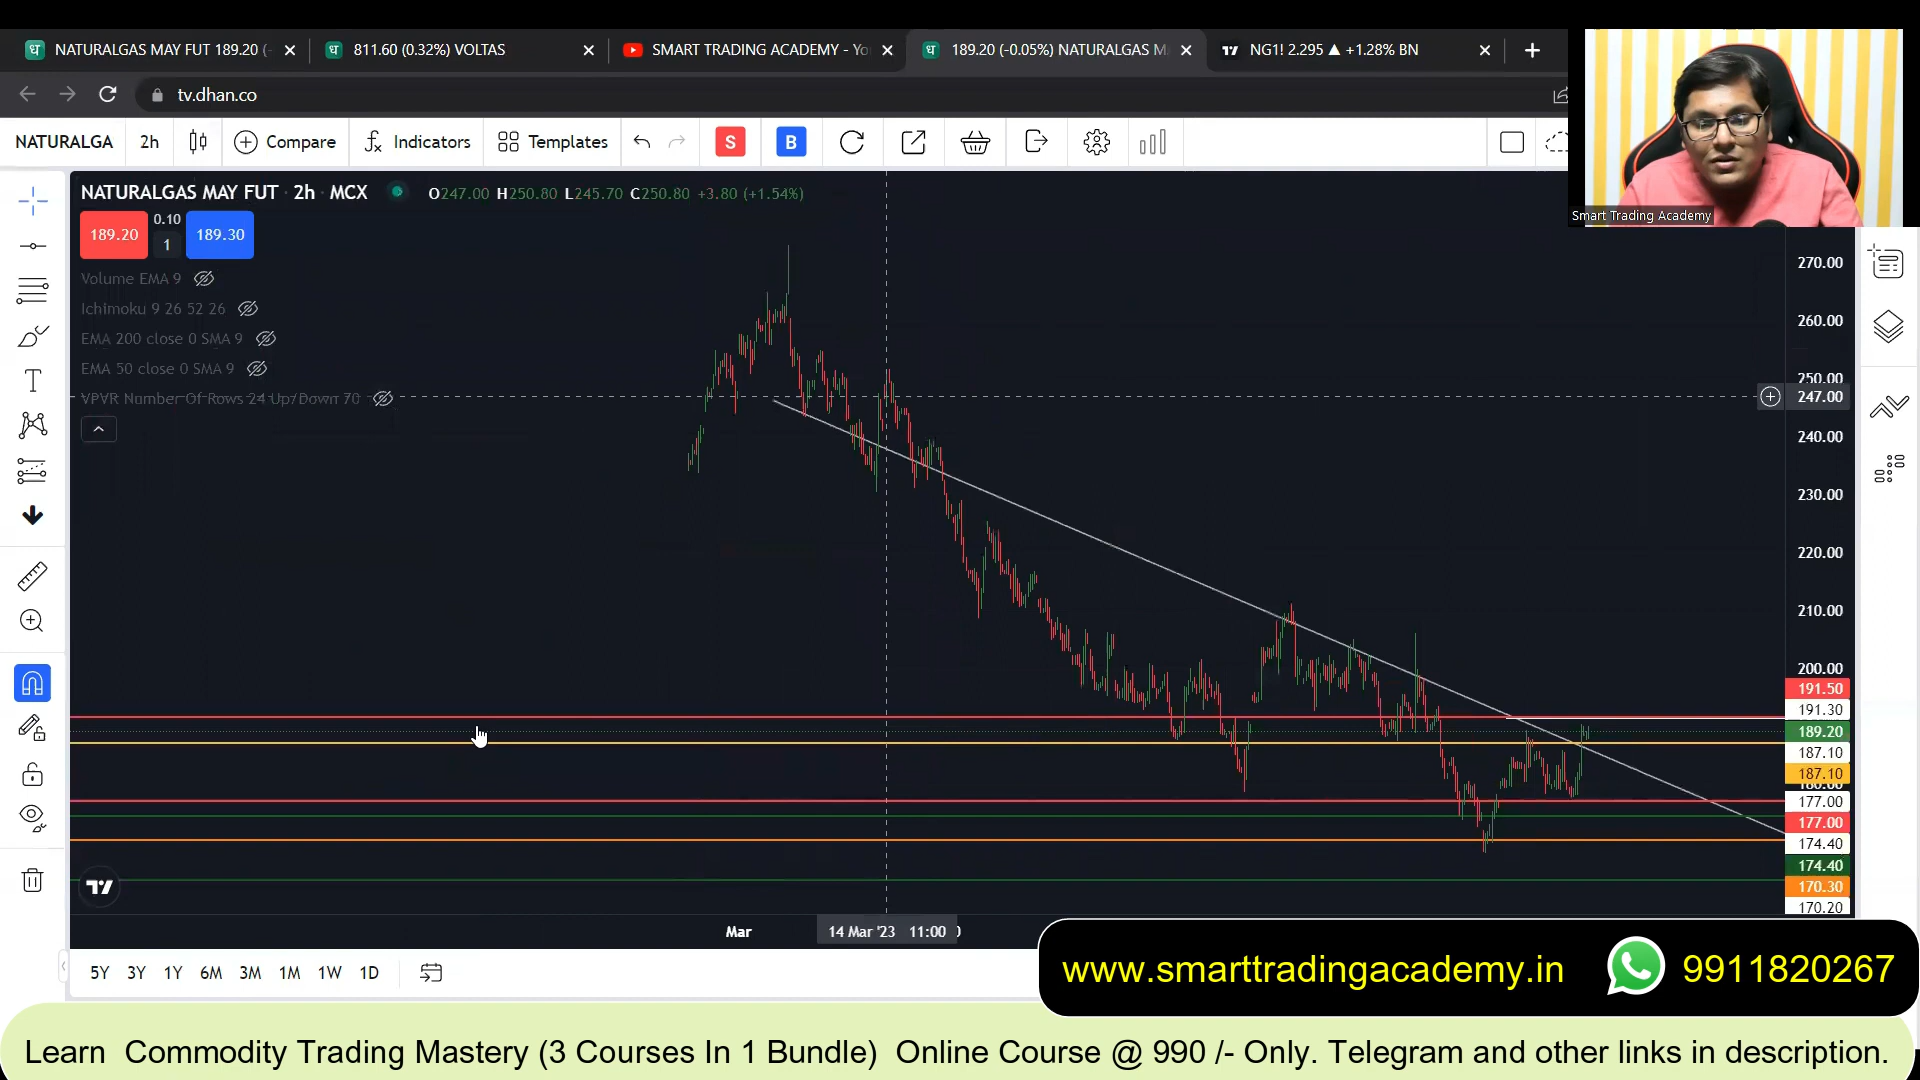 NATURALGAS MAY FUT 189.20 (-
811.60 (0.32%) VOLTAS
SMART TRADING ACADEMY - Yo
189.20 (-0.05%) NATURALGAS M
NG1! 2.295 ▲ +1.28% BN
tv.dhan.co
NATURALGA
2h
Compare
Indicators
Templates
S
B
Smart Trading Academy
NATURALGAS MAY FUT · 2h · MCX
O247.00 H250.80 L245.70 C250.80 +3.80 (+1.54%)
189.20
0.10
1
189.30
Volume EMA 9
Ichimoku 9 26 52 26
EMA 200 close 0 SMA 9
EMA 50 close 0 SMA 9
VPVR Number Of Rows 24 Up/Down 70
270.00
260.00
250.00
247.00
240.00
230.00
220.00
210.00
200.00
191.50
191.30
189.20
187.10
187.10
180.00
177.00
177.00
174.40
174.40
170.30
170.20
Mar
14 Mar '23 11:00
5Y 3Y 1Y 6M 3M 1M 1W 1D
www.smarttradingacademy.in
9911820267
Learn Commodity Trading Mastery (3 Courses In 1 Bundle) Online Course @ 990 /- Only. Telegram and other links in description.